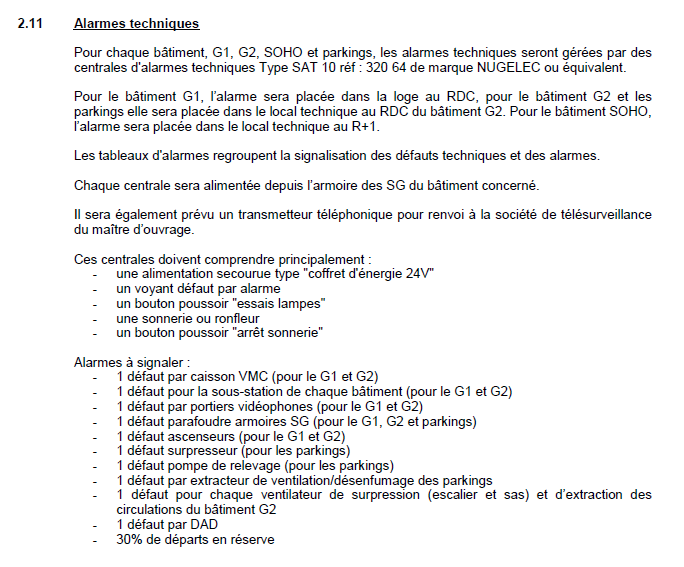 2.11 Alarmes techniques
Pour chaque bâtiment, G1, G2, SOHO et parkings, les alarmes techniques seront gérées par des
centrales d'alarmes techniques Type SAT 10 réf : 320 64 de marque NUGELEC ou équivalent.
Pour le bâtiment G1, l'alarme sera placée dans la loge au RDC, pour le bâtiment G2 et les
parkings elle sera placée dans le local technique au RDC du bâtiment G2. Pour le bâtiment SOHO,
l'alarme sera placée dans le local technique au R+1.
Les tableaux d'alarmes regroupent la signalisation des défauts techniques et des alarmes.
Chaque centrale sera alimentée depuis l'armoire des SG du bâtiment concerné.
Il sera également prévu un transmetteur téléphonique pour renvoi à la société de télésurveillance
du maître d'ouvrage.
Ces centrales doivent comprendre principalement :
- une alimentation secourue type "coffret d'énergie 24V"
- un voyant défaut par alarme
- un bouton poussoir "essais lampes"
- une sonnerie ou ronfleur
- un bouton poussoir "arrêt sonnerie"
Alarmes à signaler :
- 1 défaut par caisson VMC (pour le G1 et G2)
- 1 défaut pour la sous-station de chaque bâtiment (pour le G1 et G2)
- 1 défaut par portiers vidéophones (pour le G1 et G2)
- 1 défaut parafoudre armoires SG (pour le G1, G2 et parkings)
- 1 défaut ascenseurs (pour le G1 et G2)
- 1 défaut surpresseur (pour les parkings)
- 1 défaut pompe de relevage (pour les parkings)
- 1 défaut par extracteur de ventilation/désenfumage des parkings
- 1 défaut pour chaque ventilateur de surpression (escalier et sas) et d'extraction des
circulations du bâtiment G2
- 1 défaut par DAD
- 30% de départs en réserve